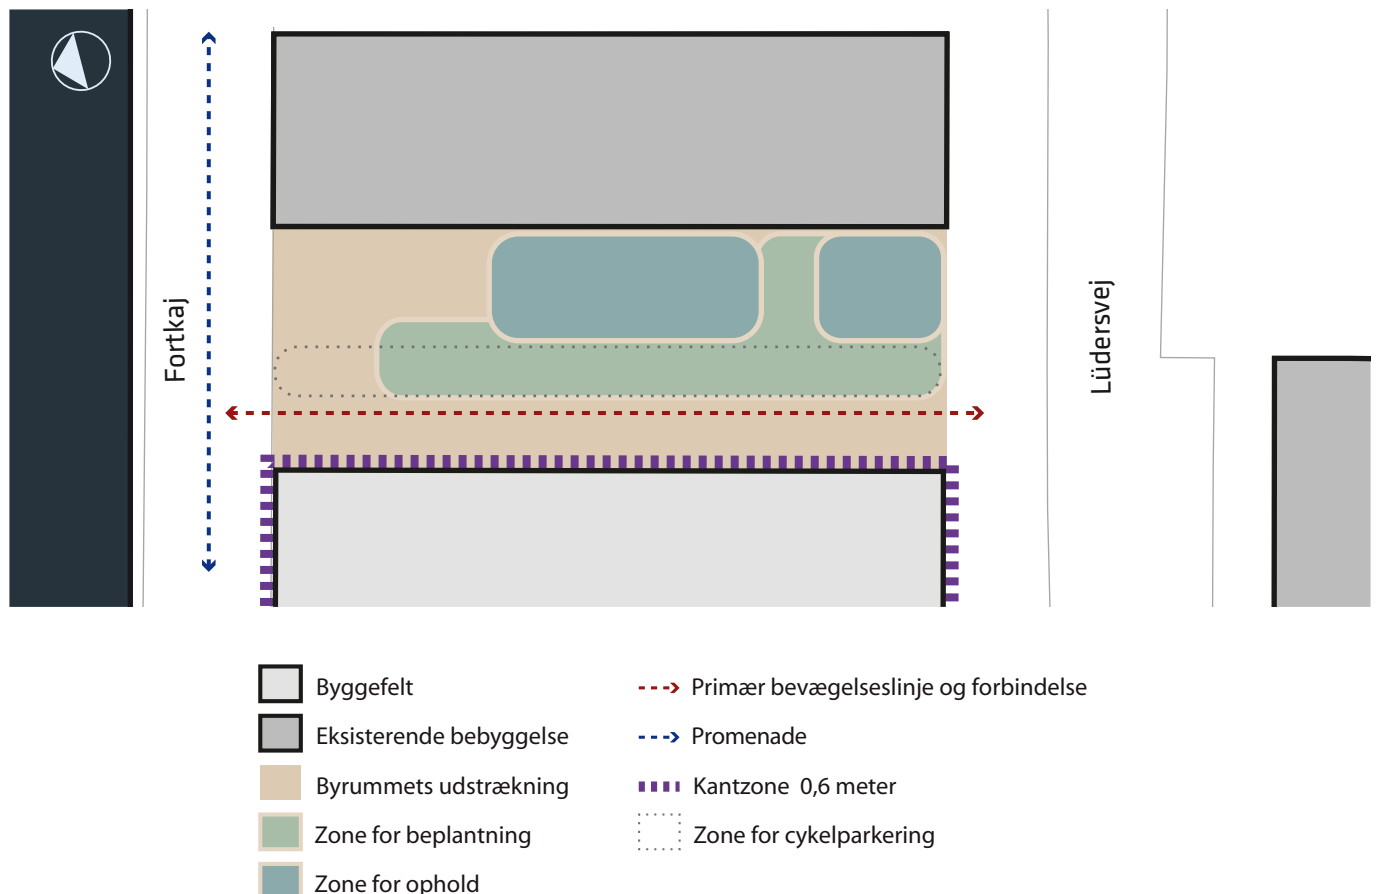 Fortkaj
Lüdersvej
Byggefelt
Eksisterende bebyggelse
Byrummets udstrækning
Zone for beplantning
Zone for ophold
Primær bevægelseslinje og forbindelse
Promenade
Kantzone 0,6 meter
Zone for cykelparkering